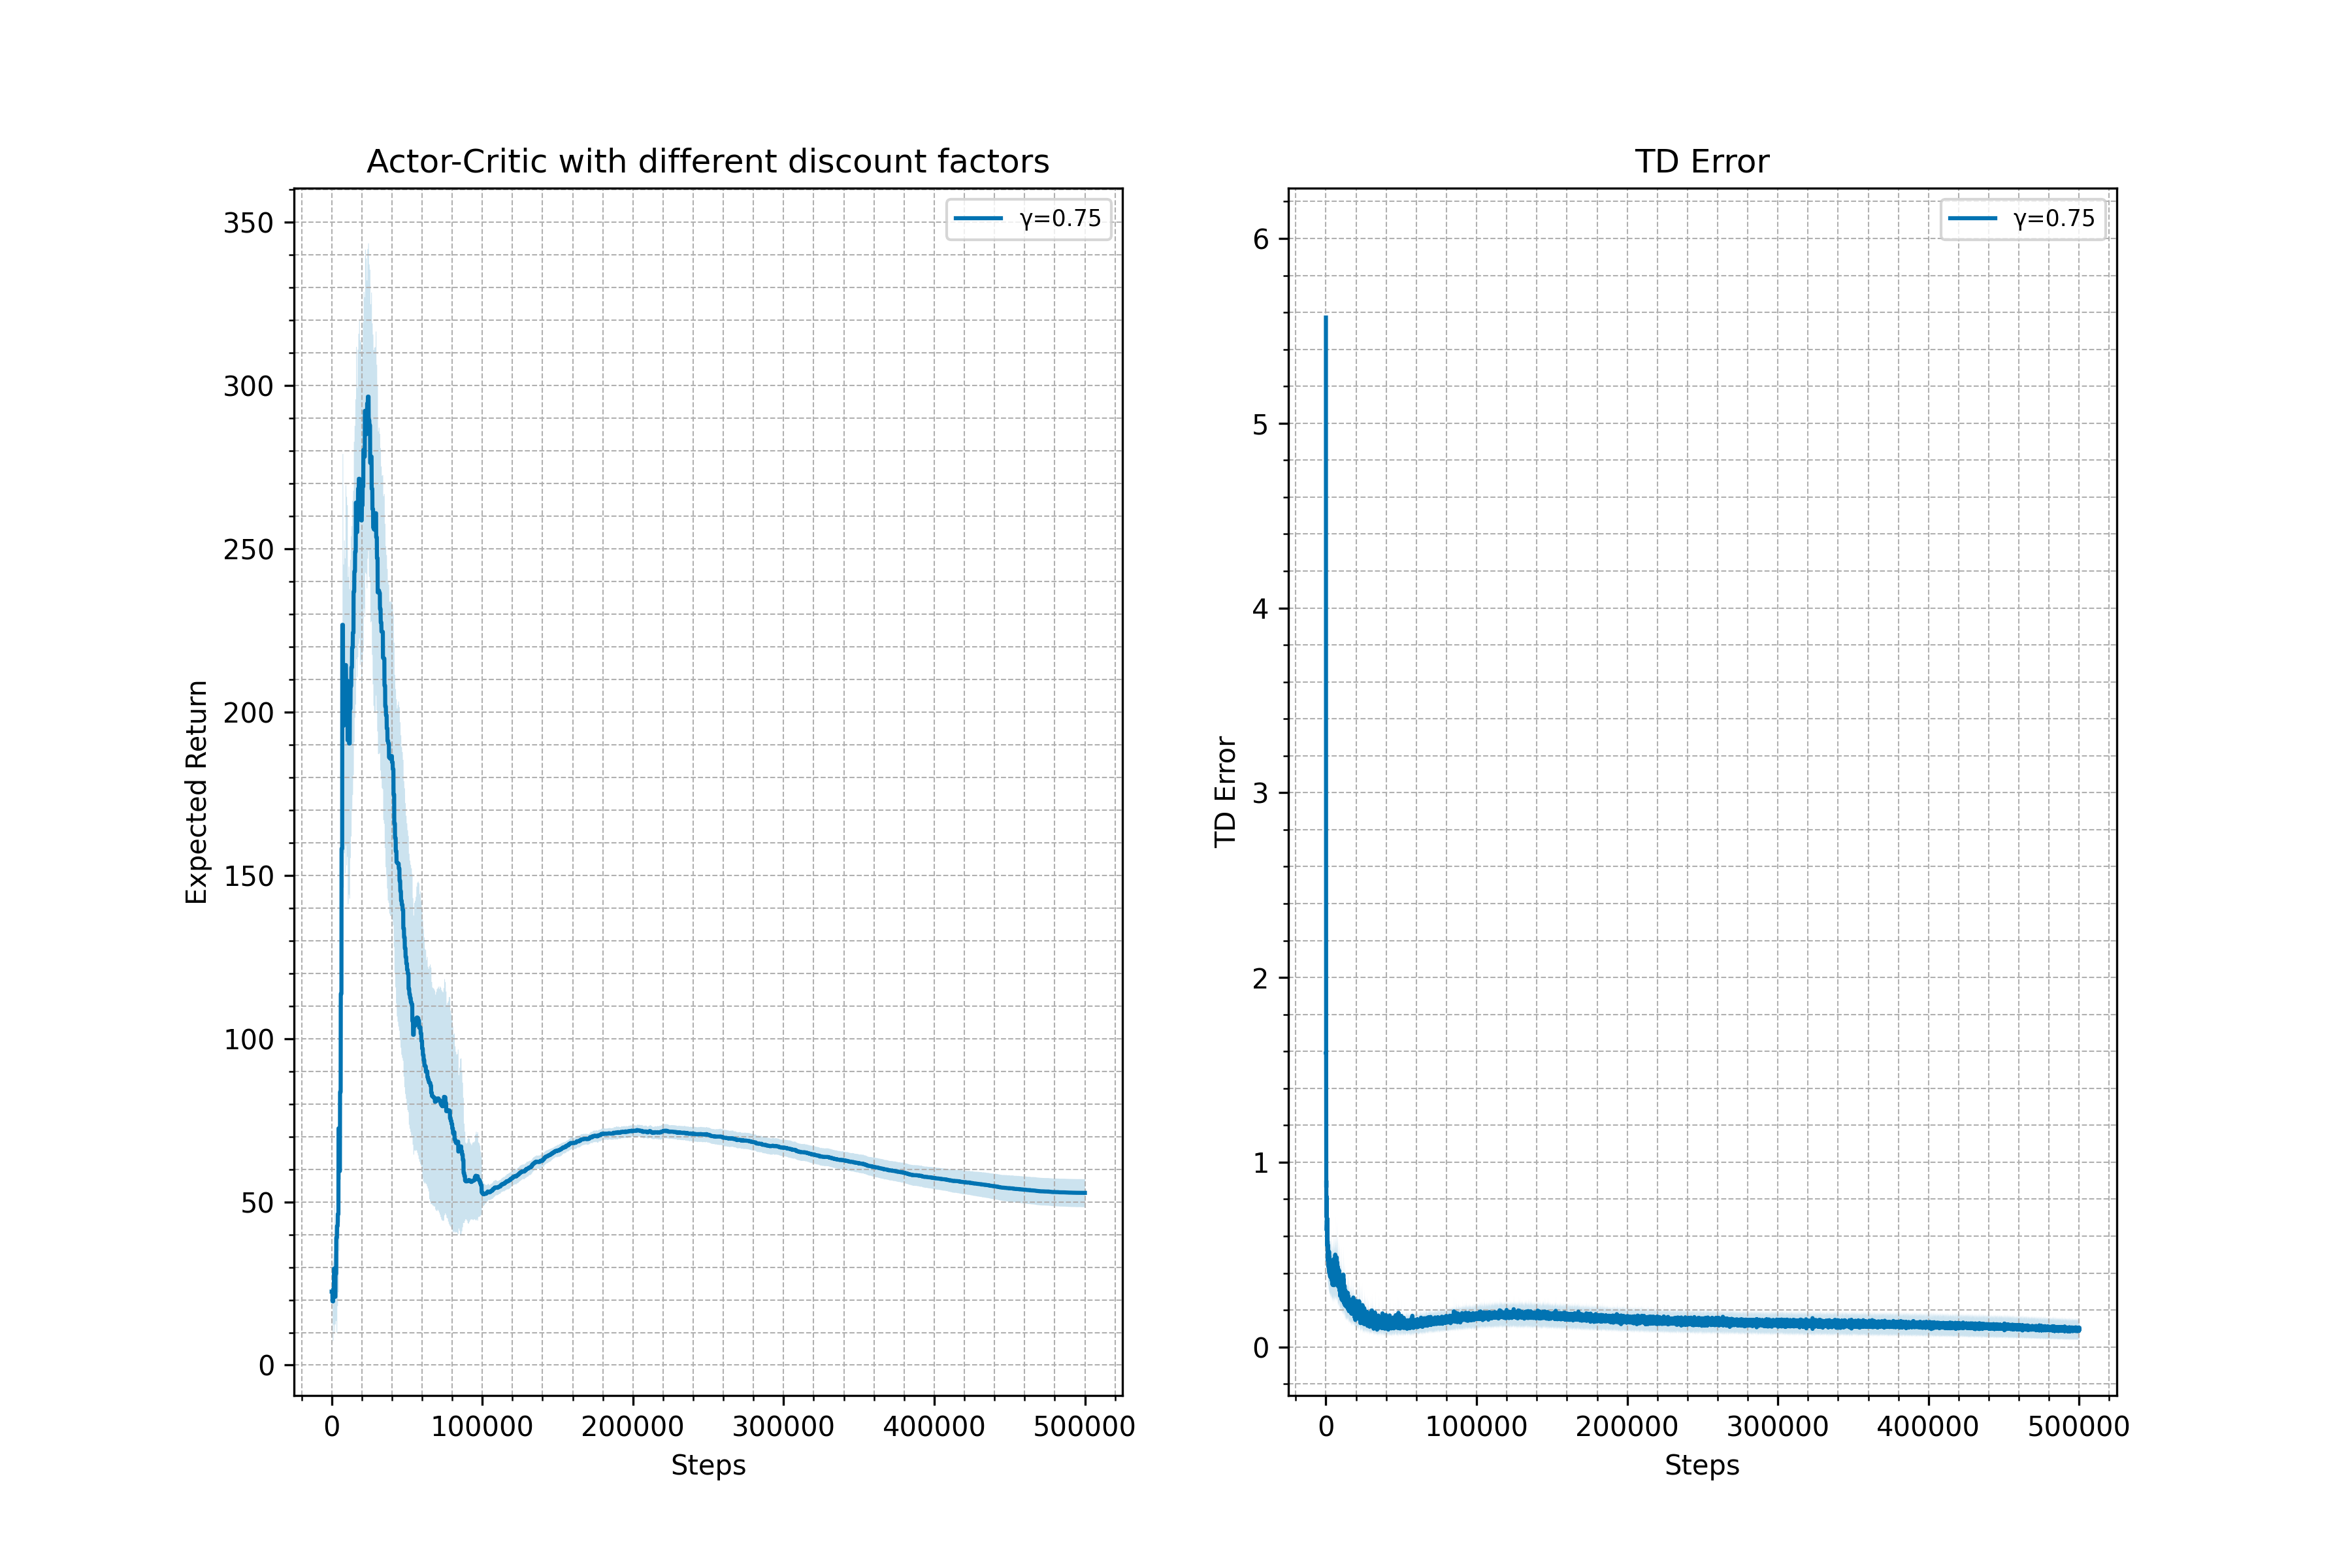 Actor-Critic with different discount factors
γ=0.75
350
300
250
200
150
100
50
0
Expected Return
0 100000 200000 300000 400000 500000
Steps
TD Error
γ=0.75
6
5
4
3
2
1
0
TD Error
0 100000 200000 300000 400000 500000
Steps